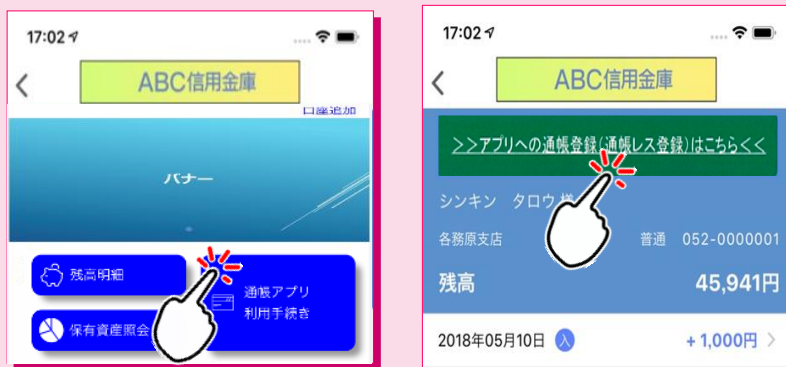 17:02
ABC信用金庫
口座追加
バナー
残高明細
通帳アプリ
利用手続き
保有資産照会
17:02
ABC信用金庫
>>アプリへの通帳登録(通帳レス登録)はこちら<<
シンキン タロウ 様
各務原支店 普通 052-0000001
残高 45,941円
2018年05月10日 入 +1,000円 >